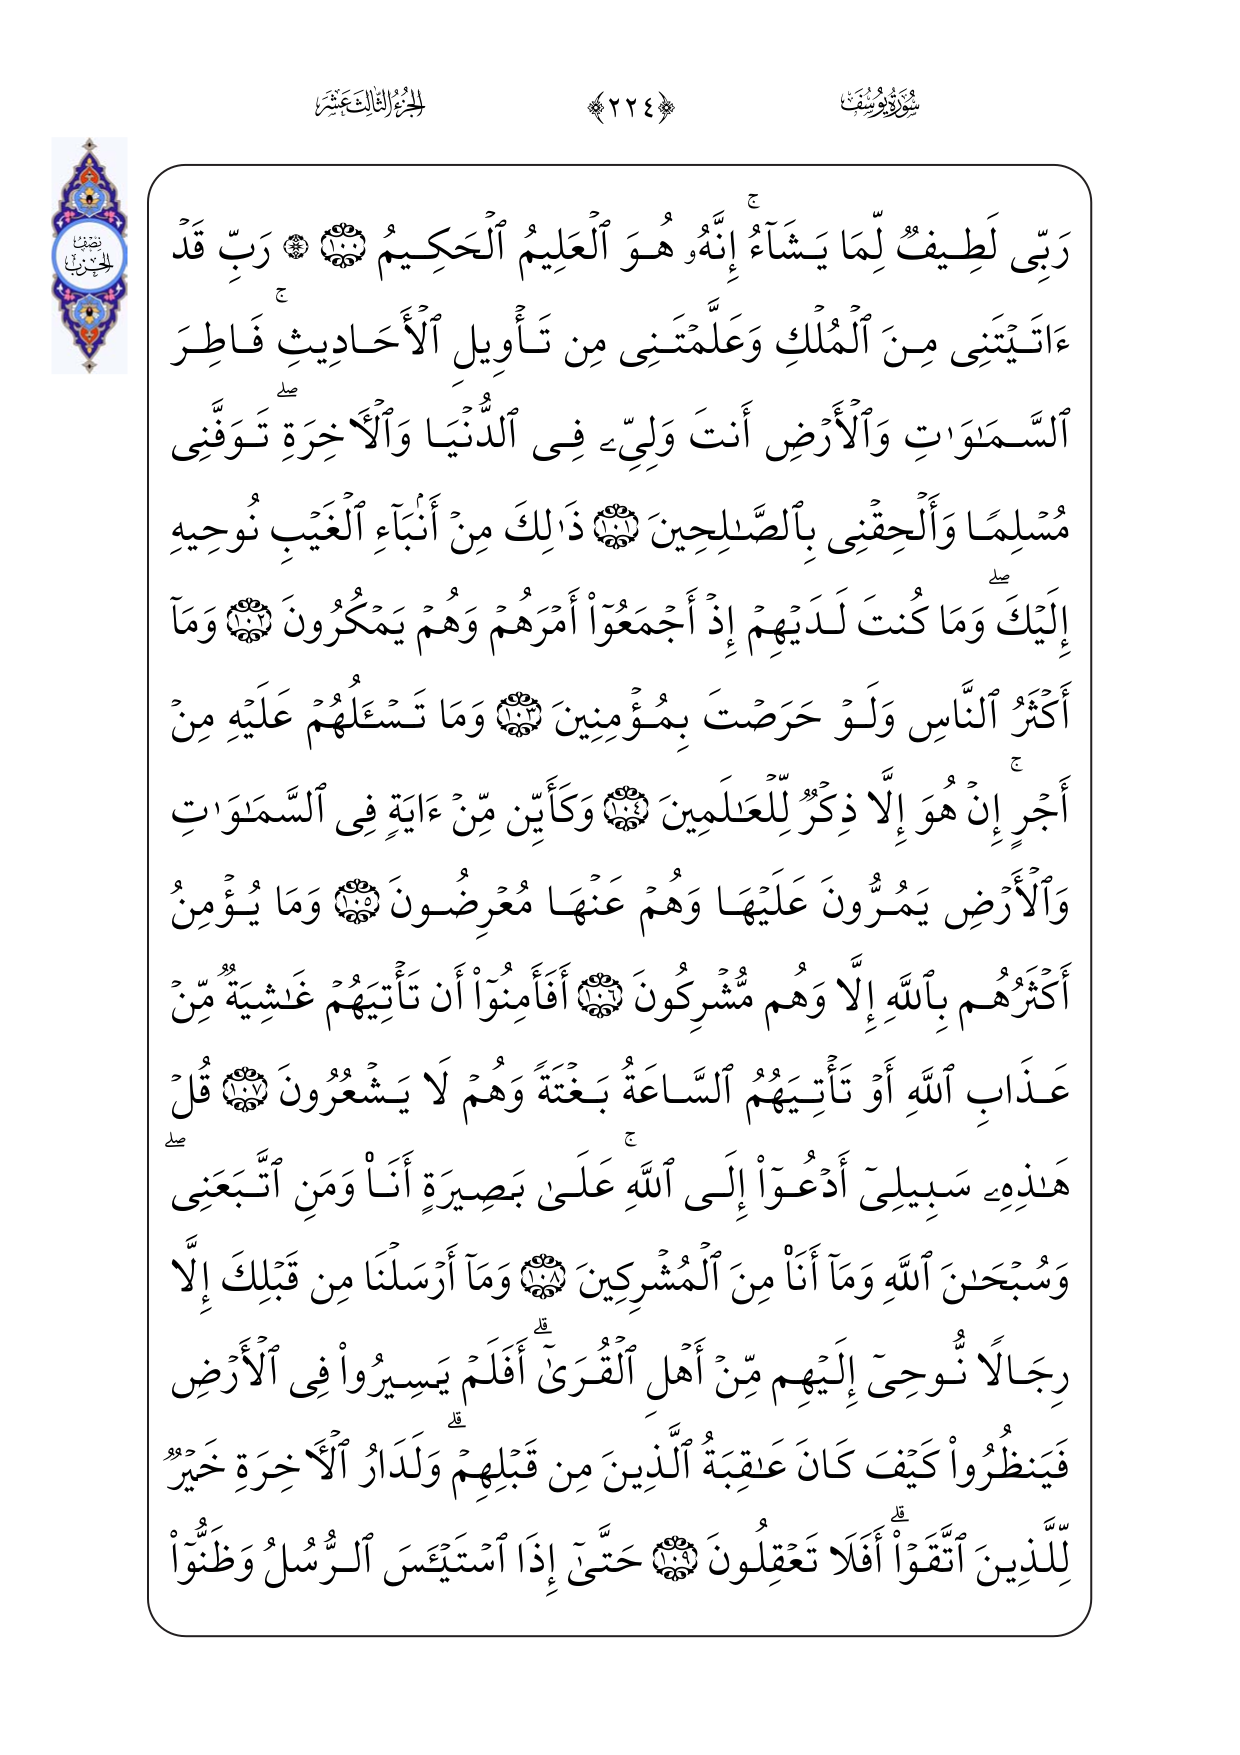 سُورَةُ يُوسُفَ ﴿٢٢٤﴾ الجُزْءُ الثَّالِثَ عَشَرَ
نِصْفُ
الحِزْب
رَبِّى لَطِيفٌ لِّمَا يَشَآءُ ۚ إِنَّهُۥ هُوَ ٱلْعَلِيمُ ٱلْحَكِيمُ ١٠٠ ۞ رَبِّ قَدْ
ءَاتَيْتَنِى مِنَ ٱلْمُلْكِ وَعَلَّمْتَنِى مِن تَأْوِيلِ ٱلْأَحَادِيثِ ۚ فَاطِرَ
ٱلسَّمَـٰوَٰتِ وَٱلْأَرْضِ أَنتَ وَلِىِّۦ فِى ٱلدُّنْيَا وَٱلْـَٔاخِرَةِ ۖ تَوَفَّنِى
مُسْلِمًا وَأَلْحِقْنِى بِٱلصَّـٰلِحِينَ ١٠١ ذَٰلِكَ مِنْ أَنۢبَآءِ ٱلْغَيْبِ نُوحِيهِ
إِلَيْكَ ۖ وَمَا كُنتَ لَدَيْهِمْ إِذْ أَجْمَعُوٓا۟ أَمْرَهُمْ وَهُمْ يَمْكُرُونَ ١٠٢ وَمَآ
أَكْثَرُ ٱلنَّاسِ وَلَوْ حَرَصْتَ بِمُؤْمِنِينَ ١٠٣ وَمَا تَسْـَٔلُهُمْ عَلَيْهِ مِنْ
أَجْرٍ ۚ إِنْ هُوَ إِلَّا ذِكْرٌ لِّلْعَـٰلَمِينَ ١٠٤ وَكَأَيِّن مِّنْ ءَايَةٍ فِى ٱلسَّمَـٰوَٰتِ
وَٱلْأَرْضِ يَمُرُّونَ عَلَيْهَا وَهُمْ عَنْهَا مُعْرِضُونَ ١٠٥ وَمَا يُؤْمِنُ
أَكْثَرُهُم بِٱللَّهِ إِلَّا وَهُم مُّشْرِكُونَ ١٠٦ أَفَأَمِنُوٓا۟ أَن تَأْتِيَهُمْ غَـٰشِيَةٌ مِّنْ
عَذَابِ ٱللَّهِ أَوْ تَأْتِيَهُمُ ٱلسَّاعَةُ بَغْتَةً وَهُمْ لَا يَشْعُرُونَ ١٠٧ قُلْ
هَـٰذِهِۦ سَبِيلِىٓ أَدْعُوٓا۟ إِلَى ٱللَّهِ ۚ عَلَىٰ بَصِيرَةٍ أَنَا۠ وَمَنِ ٱتَّبَعَنِى ۖ
وَسُبْحَـٰنَ ٱللَّهِ وَمَآ أَنَا۠ مِنَ ٱلْمُشْرِكِينَ ١٠٨ وَمَآ أَرْسَلْنَا مِن قَبْلِكَ إِلَّا
رِجَالًا نُّوحِىٓ إِلَيْهِم مِّنْ أَهْلِ ٱلْقُرَىٰٓ ۗ أَفَلَمْ يَسِيرُوا۟ فِى ٱلْأَرْضِ
فَيَنظُرُوا۟ كَيْفَ كَانَ عَـٰقِبَةُ ٱلَّذِينَ مِن قَبْلِهِمْ ۗ وَلَدَارُ ٱلْـَٔاخِرَةِ خَيْرٌ
لِّلَّذِينَ ٱتَّقَوْا۟ ۗ أَفَلَا تَعْقِلُونَ ١٠٩ حَتَّىٰٓ إِذَا ٱسْتَيْـَٔسَ ٱلرُّسُلُ وَظَنُّوٓا۟